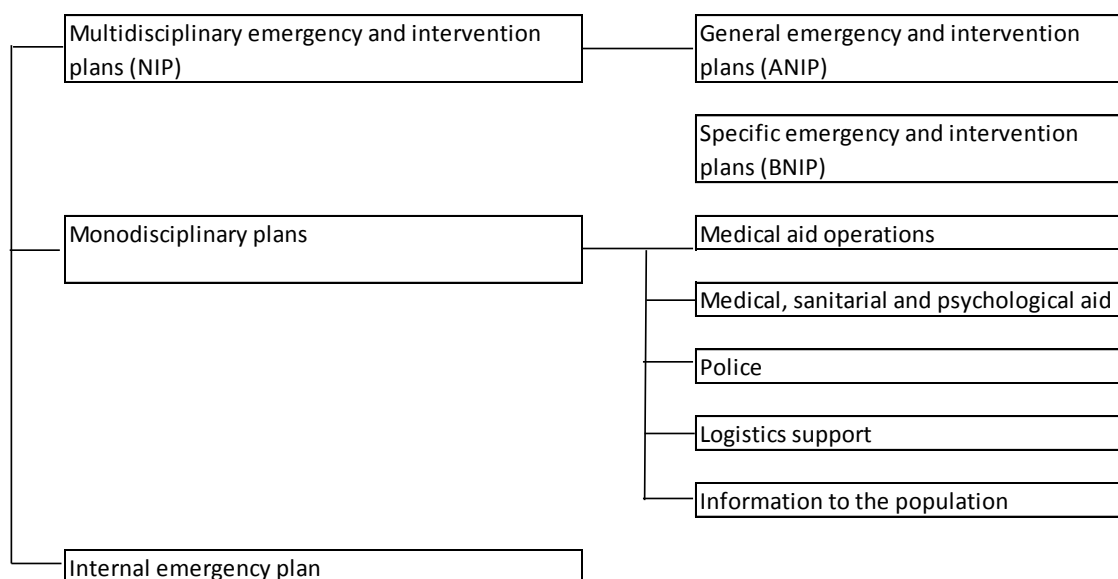 Multidisciplinary emergency and intervention
plans (NIP)
General emergency and intervention
plans (ANIP)
Specific emergency and intervention
plans (BNIP)
Monodisciplinary plans
Medical aid operations
Medical, sanitarial and psychological aid
Police
Logistics support
Information to the population
Internal emergency plan